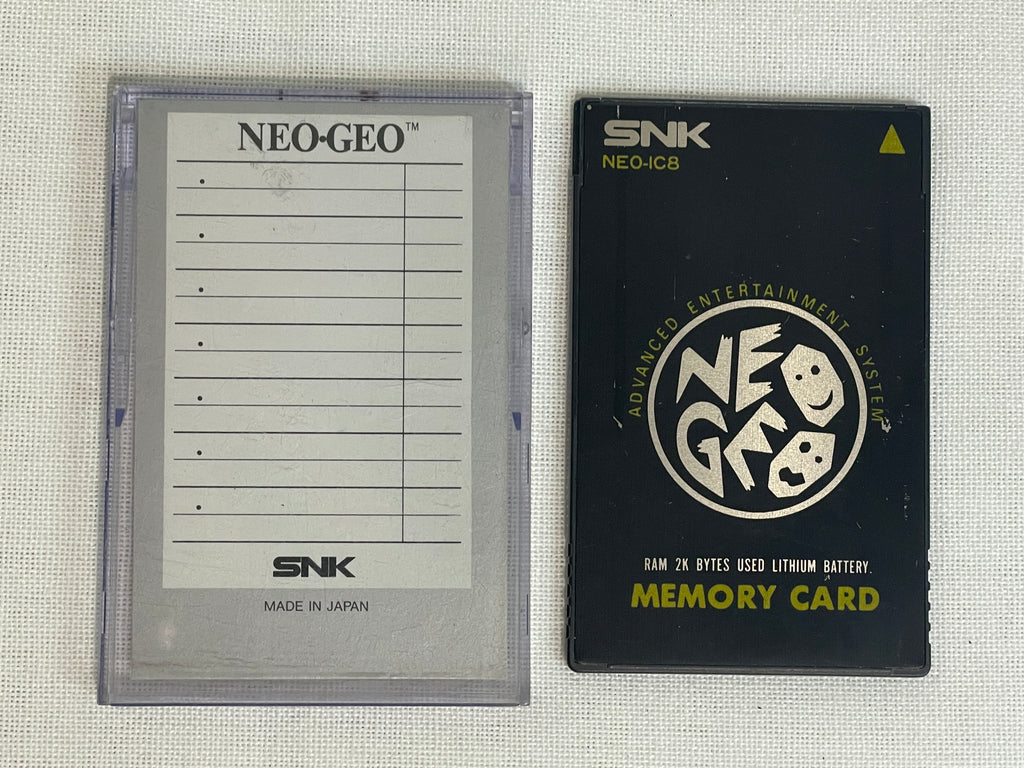 NEO•GEO™
SNK
MADE IN JAPAN
SNK
NEO-IC8
ADVANCED ENTERTAINMENT SYSTEM
NEO
GEO
RAM 2K BYTES USED LITHIUM BATTERY.
MEMORY CARD